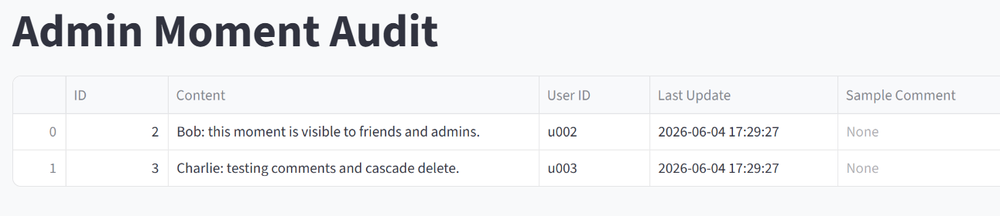 Admin Moment Audit
ID Content User ID Last Update Sample Comment
0 2 Bob: this moment is visible to friends and admins. u002 2026-06-04 17:29:27 None
1 3 Charlie: testing comments and cascade delete. u003 2026-06-04 17:29:27 None